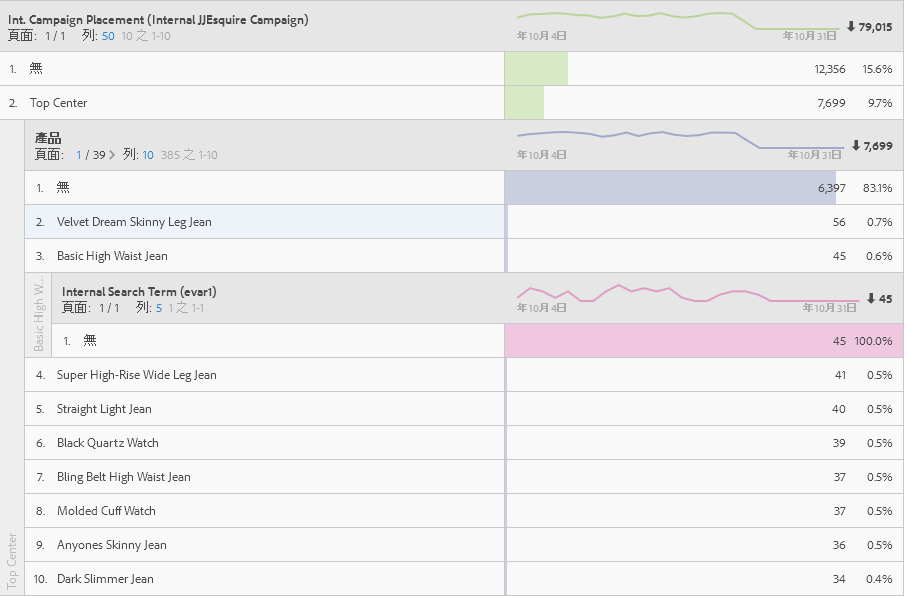 Int. Campaign Placement (Internal JJEsquire Campaign)
頁面: 1 / 1 列: 50 10 之 1-10
年10月 4日 年10月 31日 79,015
1. 無 12,356 15.6%
2. Top Center 7,699 9.7%
產品
頁面: 1 / 39 列: 10 385 之 1-10
年10月 4日 年10月 31日 7,699
1. 無 6,397 83.1%
2. Velvet Dream Skinny Leg Jean 56 0.7%
3. Basic High Waist Jean 45 0.6%
Basic High W...
Internal Search Term (evar1)
頁面: 1 / 1 列: 5 1 之 1-1
年10月 4日 年10月 31日 45
1. 無 45 100.0%
4. Super High-Rise Wide Leg Jean 41 0.5%
5. Straight Light Jean 40 0.5%
6. Black Quartz Watch 39 0.5%
7. Bling Belt High Waist Jean 37 0.5%
8. Molded Cuff Watch 37 0.5%
9. Anyones Skinny Jean 36 0.5%
10. Dark Slimmer Jean 34 0.4%
Top Center